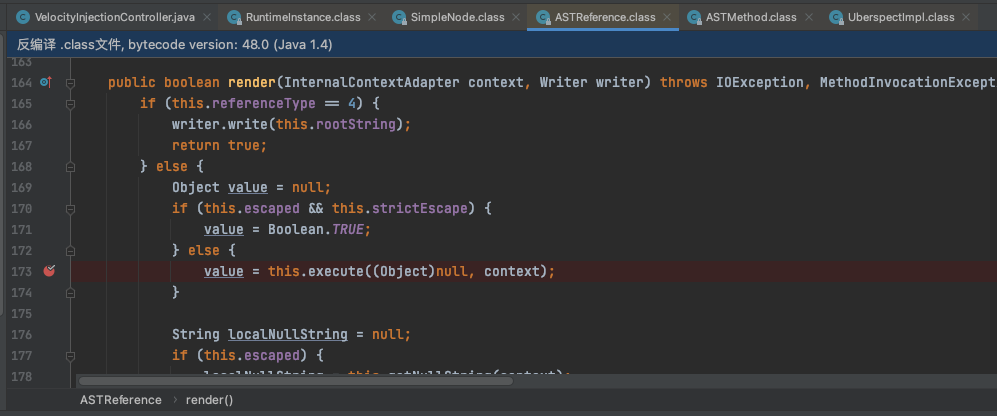 VelocityInjectionController.java RuntimeInstance.class SimpleNode.class ASTReference.class ASTMethod.class UberspectImpl.class
反编译 .class文件, bytecode version: 48.0 (Java 1.4)
163
164 public boolean render(InternalContextAdapter context, Writer writer) throws IOException, MethodInvocationExcept
165 if (this.referenceType == 4) {
166 writer.write(this.rootString);
167 return true;
168 } else {
169 Object value = null;
170 if (this.escaped && this.strictEscape) {
171 value = Boolean.TRUE;
172 } else {
173 value = this.execute((Object)null, context);
174 }
175
176 String localNullString = null;
177 if (this.escaped) {
178 localNullString = this.getNullString(context);
ASTReference › render()